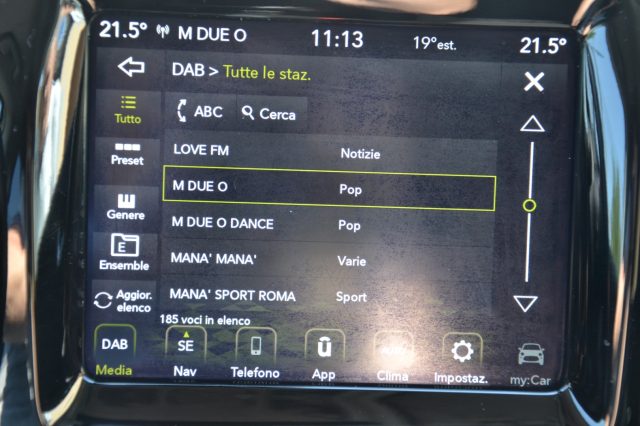 21.5° M DUE O 11:13 19°est. 21.5°
DAB > Tutte le staz.
Tutto
ABC Cerca
Preset
LOVE FM Notizie
M DUE O Pop
Genere
M DUE O DANCE Pop
E
Ensemble
MANA' MANA' Varie
Aggior.
elenco
MANA' SPORT ROMA Sport
185 voci in elenco
DAB SE û AUTO
Media Nav Telefono App Clima Impostaz. my:Car